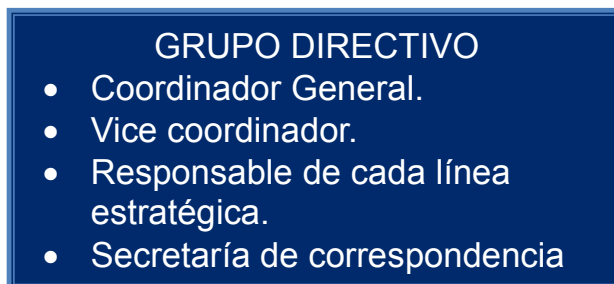 GRUPO DIRECTIVO
• Coordinador General.
• Vice coordinador.
• Responsable de cada línea
estratégica.
• Secretaría de correspondencia